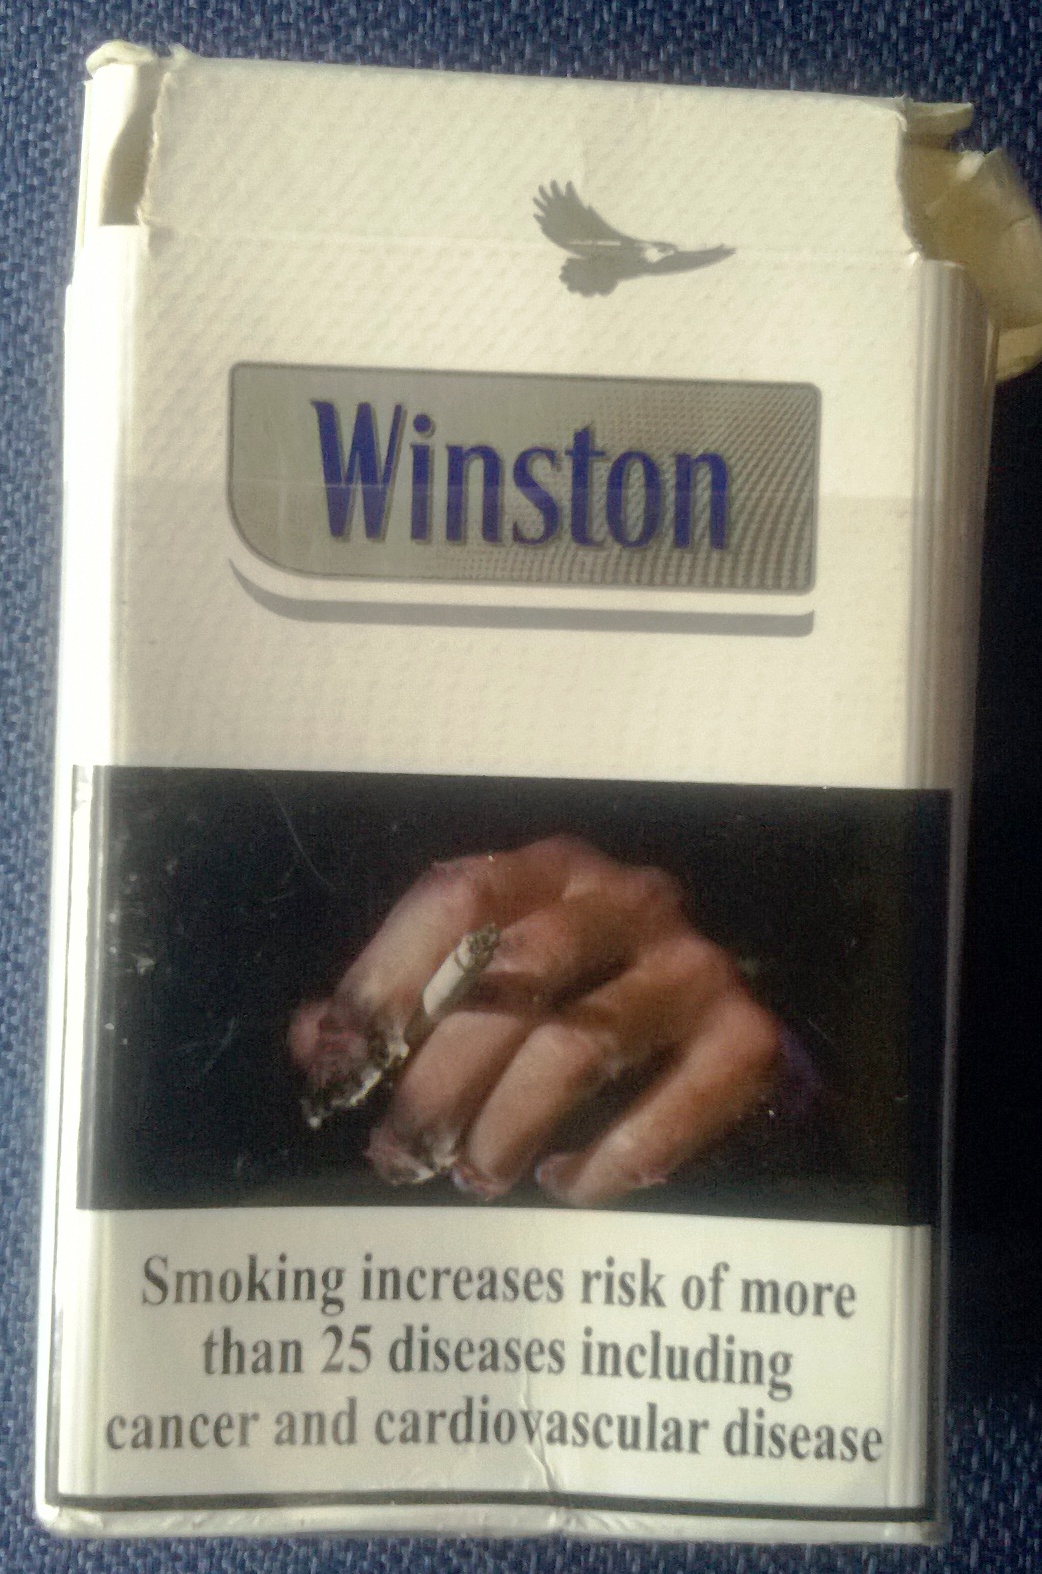 Winston
Smoking increases risk of more
than 25 diseases including
cancer and cardiovascular disease